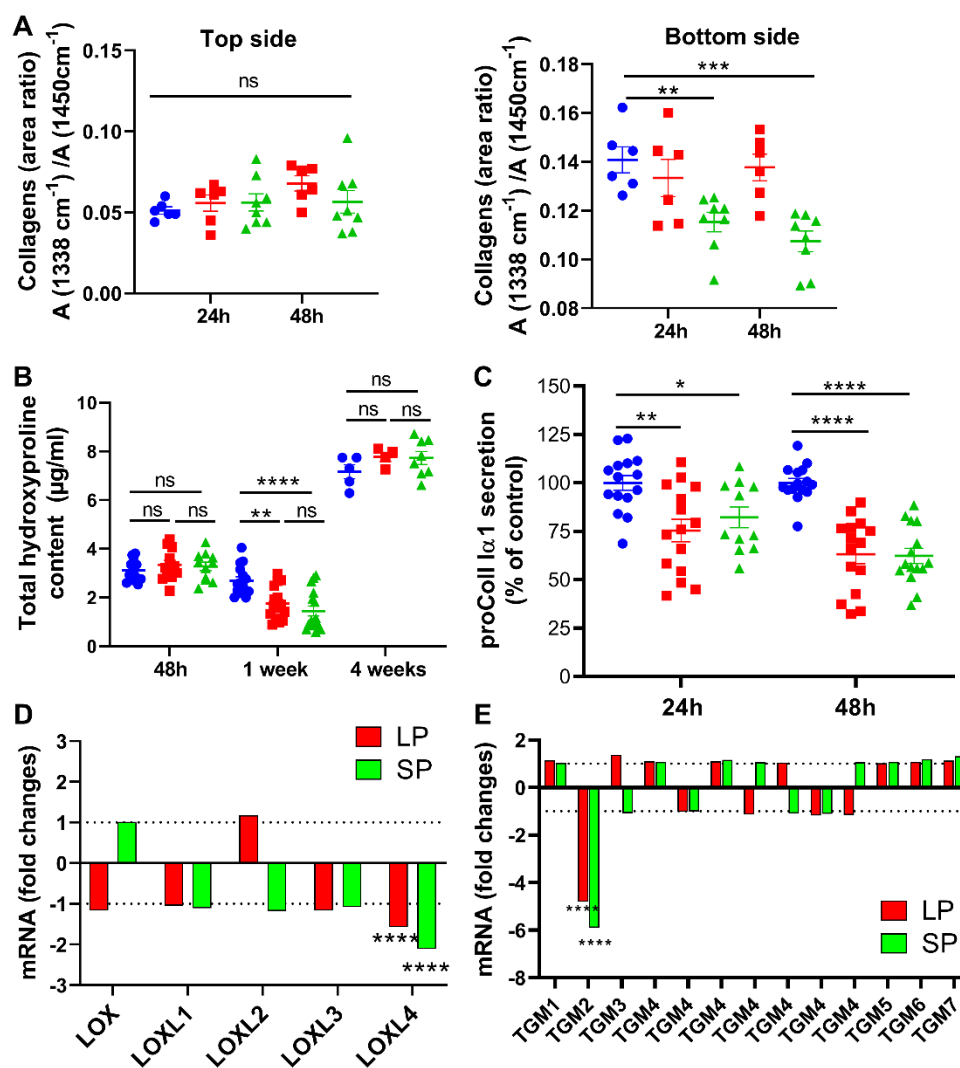 A
Top side
Collagens (area ratio)
A (1338 cm⁻¹) /A (1450cm⁻¹)
0.15
0.10
0.05
0.00
ns
24h
48h
Bottom side
Collagens (area ratio)
A (1338 cm⁻¹) /A (1450cm⁻¹)
0.18
0.16
0.14
0.12
0.10
0.08
***
**
24h
48h
B
Total hydroxyproline
content (µg/ml)
10
8
6
4
2
0
ns
ns ns
****
**
ns
ns
ns
ns
48h
1 week
4 weeks
C
proColl Iα1 secretion
(% of control)
150
125
100
75
50
25
0
*
**
****
****
24h
48h
D
mRNA (fold changes)
3
2
1
0
-1
-2
-3
LP
SP
****
****
LOX
LOXL1
LOXL2
LOXL3
LOXL4
E
mRNA (fold changes)
2
0
-2
-4
-6
-8
****
****
LP
SP
TGM1
TGM2
TGM3
TGM4
TGM4
TGM4
TGM4
TGM4
TGM4
TGM5
TGM6
TGM7